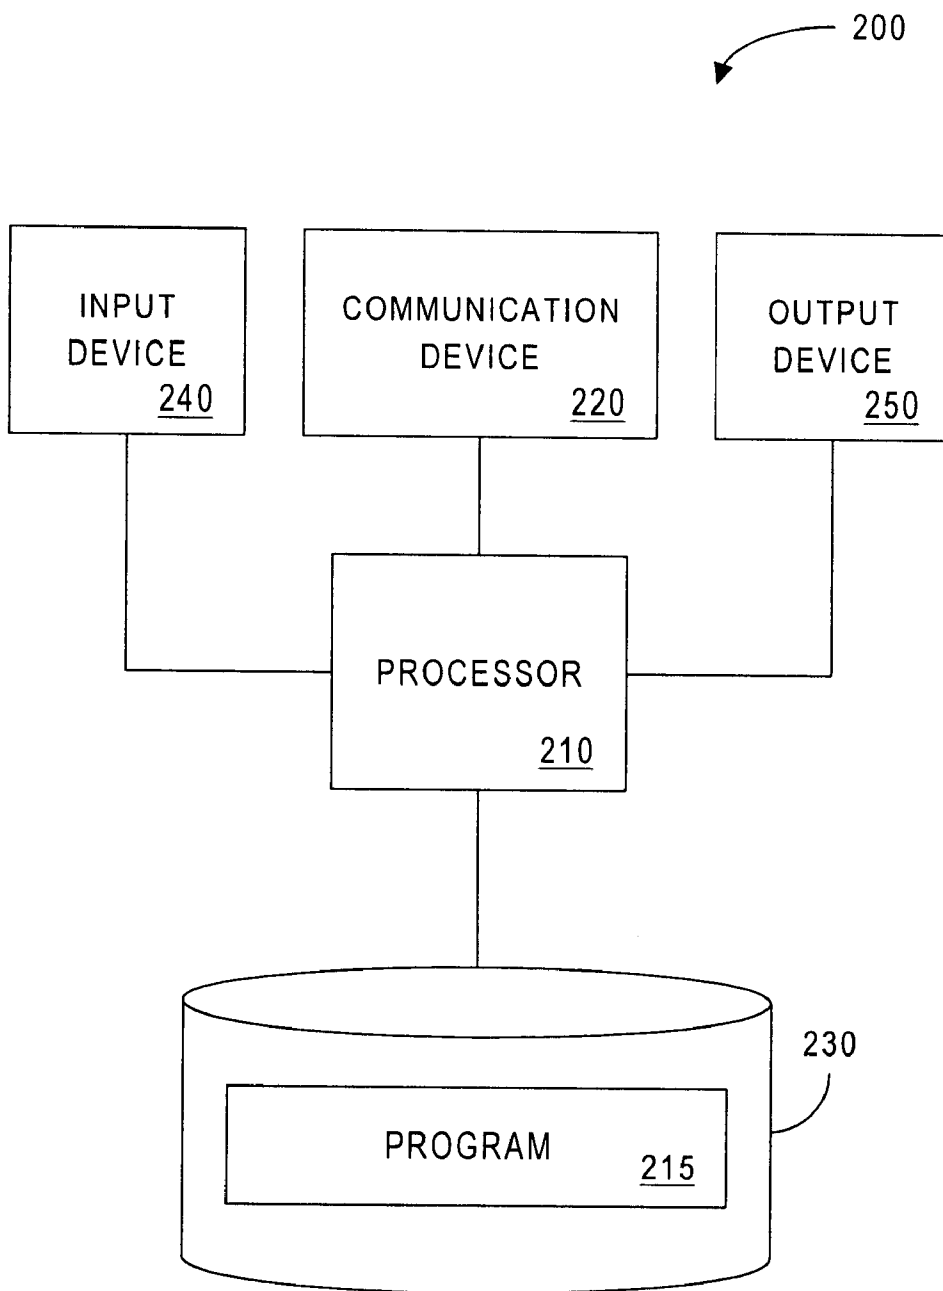 200
INPUT
DEVICE
240
COMMUNICATION
DEVICE
220
OUTPUT
DEVICE
250
PROCESSOR
210
230
PROGRAM
215